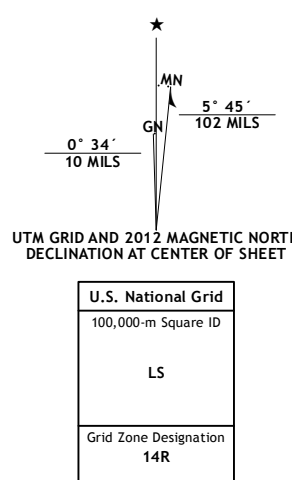 ★
MN
5° 45´
102 MILS
GN
0° 34´
10 MILS
UTM GRID AND 2012 MAGNETIC NORT
DECLINATION AT CENTER OF SHEET
U.S. National Grid
100,000-m Square ID
LS
Grid Zone Designation
14R